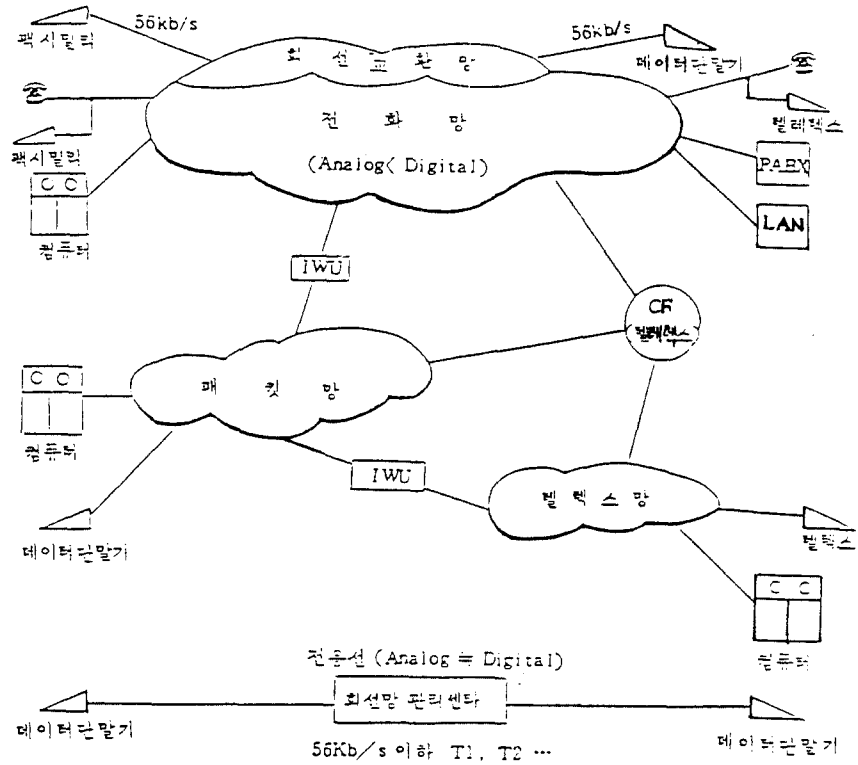 56kb/s
56kb/s
팩시밀리
회선교환망
데이터단말기
전화망
텔레텍스
팩시밀리
(Analog< Digital)
PABX
컴퓨터
LAN
IWU
CF
패킷망
컴퓨터
IWU
텔렉스망
데이터단말기
텔렉스
컴퓨터
전용선 (Analog ≒ Digital)
회선망 관리센타
데이터단말기
데이터단말기
56Kb/s 이하 T1, T2 …